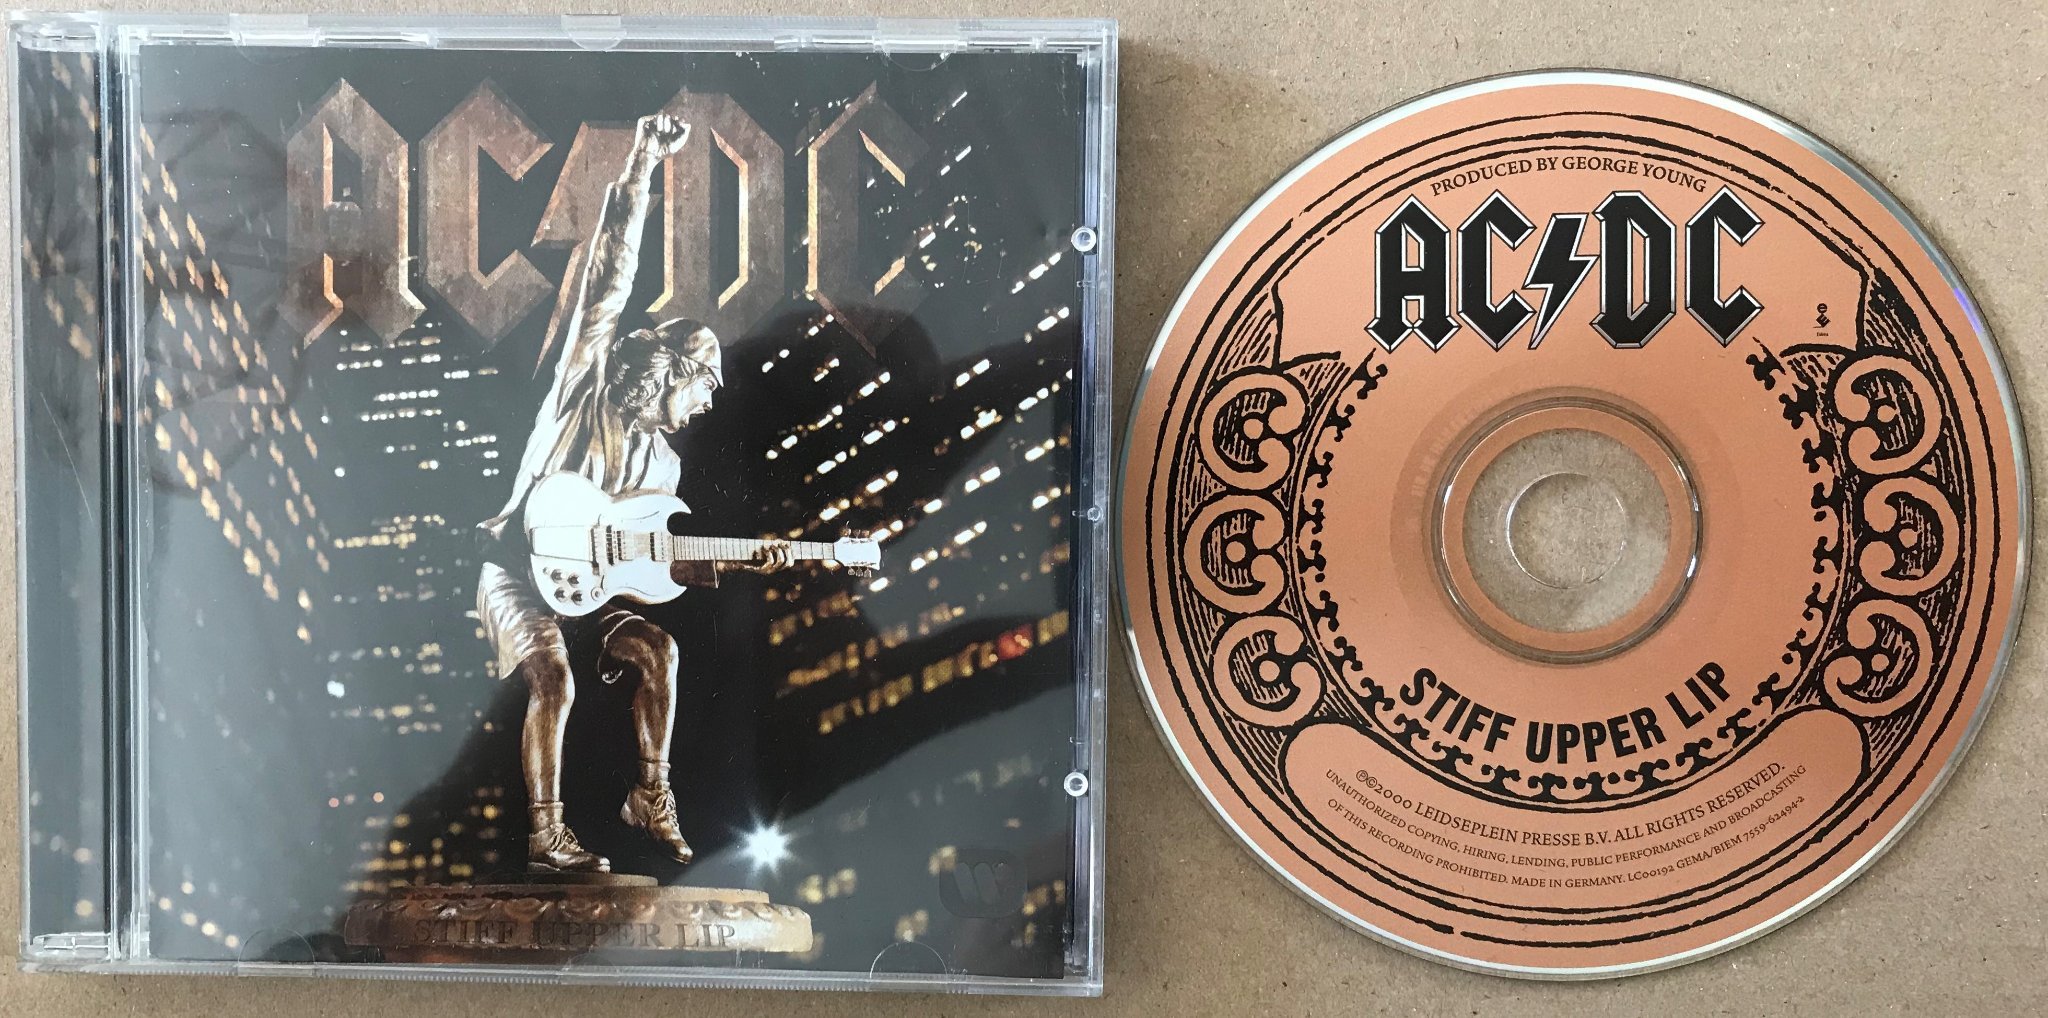 AC⚡DC
STIFF UPPER LIP
PRODUCED BY GEORGE YOUNG
AC⚡DC
STIFF UPPER LIP
℗©2000 LEIDSEPLEIN PRESSE B.V. ALL RIGHTS RESERVED.
UNAUTHORIZED COPYING, HIRING, LENDING, PUBLIC PERFORMANCE AND BROADCASTING
OF THIS RECORDING PROHIBITED. MADE IN GERMANY. LC00192 GEMA/BIEM 7559-62494-2